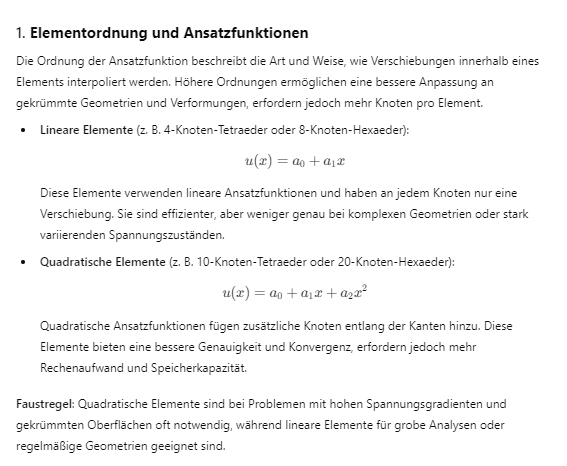 1. Elementordnung und Ansatzfunktionen
Die Ordnung der Ansatzfunktion beschreibt die Art und Weise, wie Verschiebungen innerhalb eines
Elements interpoliert werden. Höhere Ordnungen ermöglichen eine bessere Anpassung an
gekrümmte Geometrien und Verformungen, erfordern jedoch mehr Knoten pro Element.
• Lineare Elemente (z. B. 4-Knoten-Tetraeder oder 8-Knoten-Hexaeder):
u(x) = a₀ + a₁x
Diese Elemente verwenden lineare Ansatzfunktionen und haben an jedem Knoten nur eine
Verschiebung. Sie sind effizienter, aber weniger genau bei komplexen Geometrien oder stark
variierenden Spannungszuständen.
• Quadratische Elemente (z. B. 10-Knoten-Tetraeder oder 20-Knoten-Hexaeder):
u(x) = a₀ + a₁x + a₂x²
Quadratische Ansatzfunktionen fügen zusätzliche Knoten entlang der Kanten hinzu. Diese
Elemente bieten eine bessere Genauigkeit und Konvergenz, erfordern jedoch mehr
Rechenaufwand und Speicherkapazität.
Faustregel: Quadratische Elemente sind bei Problemen mit hohen Spannungsgradienten und
gekrümmten Oberflächen oft notwendig, während lineare Elemente für grobe Analysen oder
regelmäßige Geometrien geeignet sind.